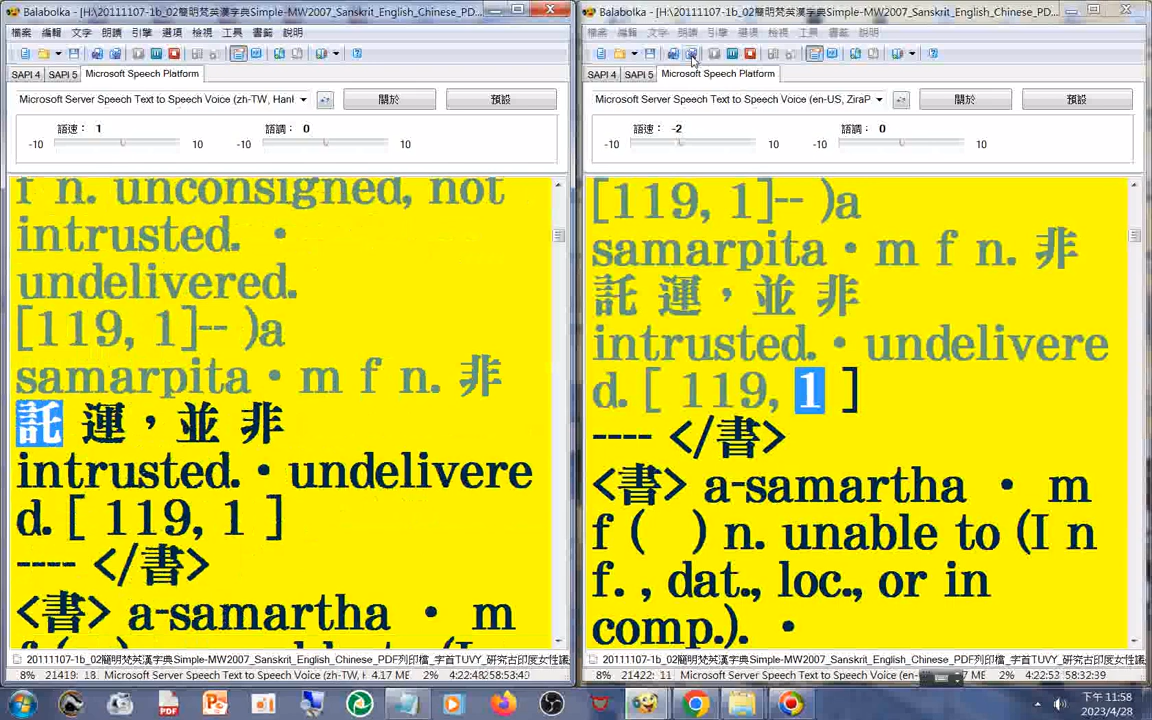 Balabolka - [H:\20111107-1b_02簡明梵英漢字典Simple-MW2007_Sanskrit_English_Chinese_PD...
檔案 編輯 文字 朗讀 引擎 選項 檢視 工具 書籤 說明
SAPI 4 SAPI 5 Microsoft Speech Platform
Microsoft Server Speech Text to Speech Voice (zh-TW, Hanl
關於
預設
語速： 1
語調： 0
-10 10 -10 10
f n. unconsigned, not
intrusted. •
undelivered.
[119, 1]-- )a
samarpita • m f n. 非
託 運，並 非
intrusted. • undelivere
d. [ 119, 1 ]
---- </書>
<書> a-samartha • m
20111107-1b_02簡明梵英漢字典Simple-MW2007_Sanskrit_English_Chinese_PDF列印檔_字首TUVY_研究古印度女性議
8% 21419: 18. Microsoft Server Speech Text to Speech Voice (zh-TW, H 4.17 MB 2% 4:22:48
Balabolka - [H:\20111107-1b_02簡明梵英漢字典Simple-MW2007_Sanskrit_English_Chinese_PD...
檔案 編輯 文字 朗讀 引擎 選項 檢視 工具 書籤 說明
SAPI 4 SAPI 5 Microsoft Speech Platform
Microsoft Server Speech Text to Speech Voice (en-US, ZiraP
關於
預設
語速： -2
語調： 0
-10 10 -10 10
[119, 1]-- )a
samarpita • m f n. 非
託 運，並 非
intrusted. • undelivere
d. [ 119, 1 ]
---- </書>
<書> a-samartha • m
f ( ) n. unable to (I n
f. , dat., loc., or in
comp.). •
20111107-1b_02簡明梵英漢字典Simple-MW2007_Sanskrit_English_Chinese_PDF列印檔_字首TUVY_研究古印度女性議
8% 21422: 11 Microsoft Server Speech Text to Speech Voice (en-U 2% 4:22:53
下午 11:58
2023/4/28